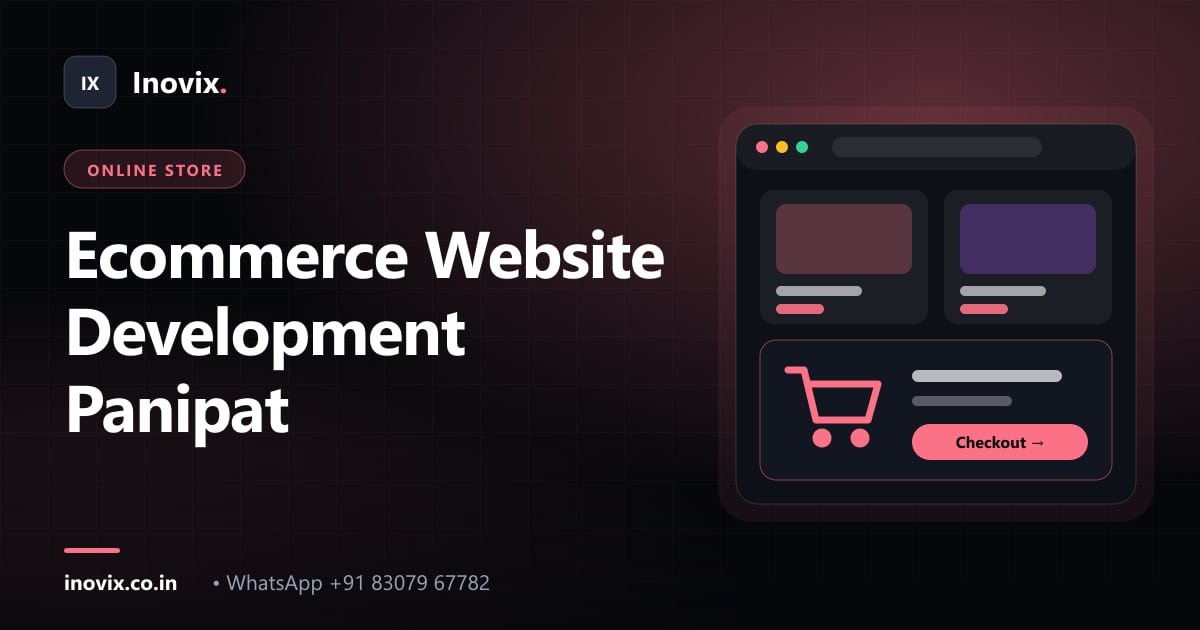 IX
Inovix.
ONLINE STORE
Ecommerce Website
Development
Panipat
Checkout →
inovix.co.in • WhatsApp +91 83079 67782